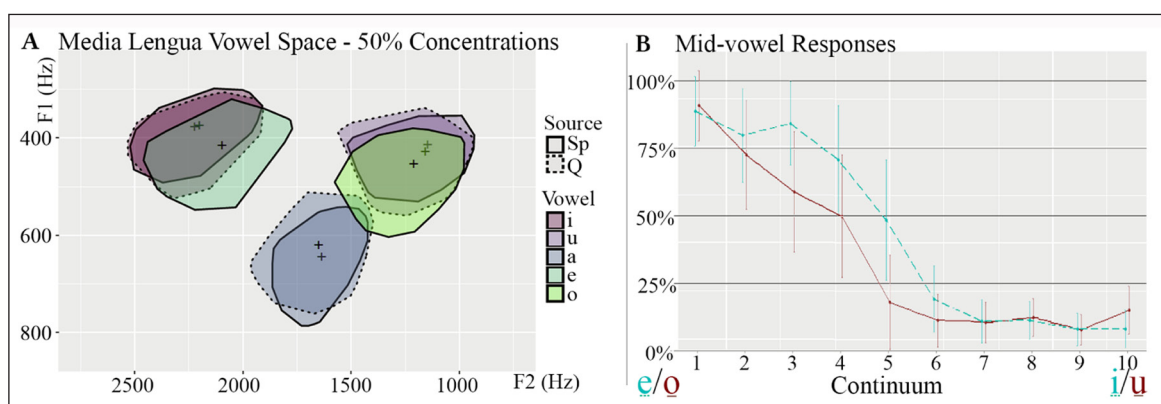 A Media Lengua Vowel Space - 50% Concentrations
F1 (Hz)
400
600
800
2500 2000 1500 1000 F2 (Hz)
Source
Sp
Q
Vowel
i
u
a
e
o
B Mid-vowel Responses
100%
75%
50%
25%
0%
1 2 3 4 5 6 7 8 9 10
e/o Continuum i/u